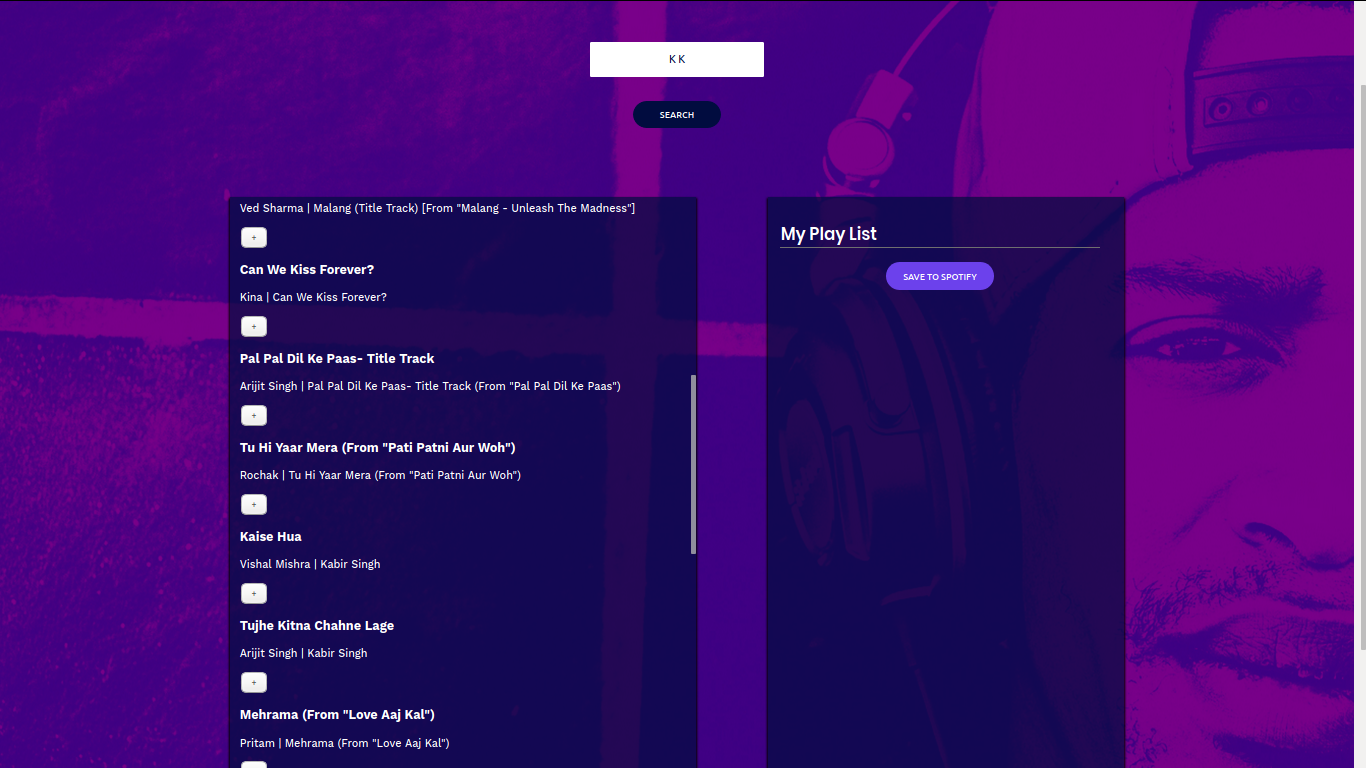 K K
SEARCH
Ved Sharma | Malang (Title Track) [From "Malang - Unleash The Madness"]
+
Can We Kiss Forever?
Kina | Can We Kiss Forever?
+
Pal Pal Dil Ke Paas- Title Track
Arijit Singh | Pal Pal Dil Ke Paas- Title Track (From "Pal Pal Dil Ke Paas")
+
Tu Hi Yaar Mera (From "Pati Patni Aur Woh")
Rochak | Tu Hi Yaar Mera (From "Pati Patni Aur Woh")
+
Kaise Hua
Vishal Mishra | Kabir Singh
+
Tujhe Kitna Chahne Lage
Arijit Singh | Kabir Singh
+
Mehrama (From "Love Aaj Kal")
Pritam | Mehrama (From "Love Aaj Kal")
My Play List
SAVE TO SPOTIFY